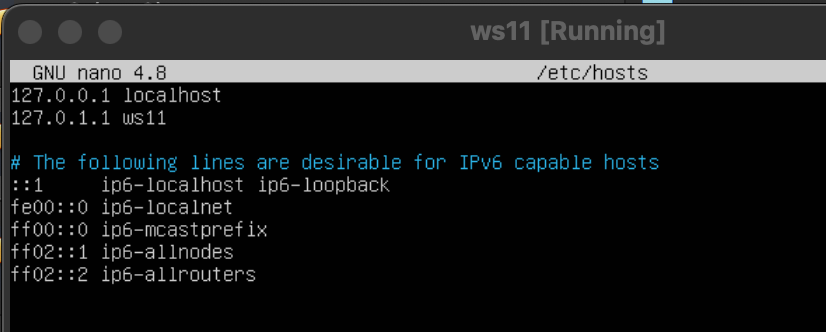 ws11 [Running]
GNU nano 4.8 /etc/hosts
127.0.0.1 localhost
127.0.1.1 ws11
# The following lines are desirable for IPv6 capable hosts
::1 ip6-localhost ip6-loopback
fe00::0 ip6-localnet
ff00::0 ip6-mcastprefix
ff02::1 ip6-allnodes
ff02::2 ip6-allrouters